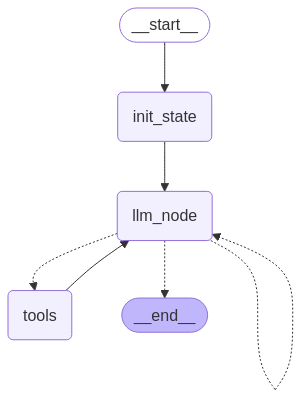 __start__
init_state
llm_node
tools
__end__